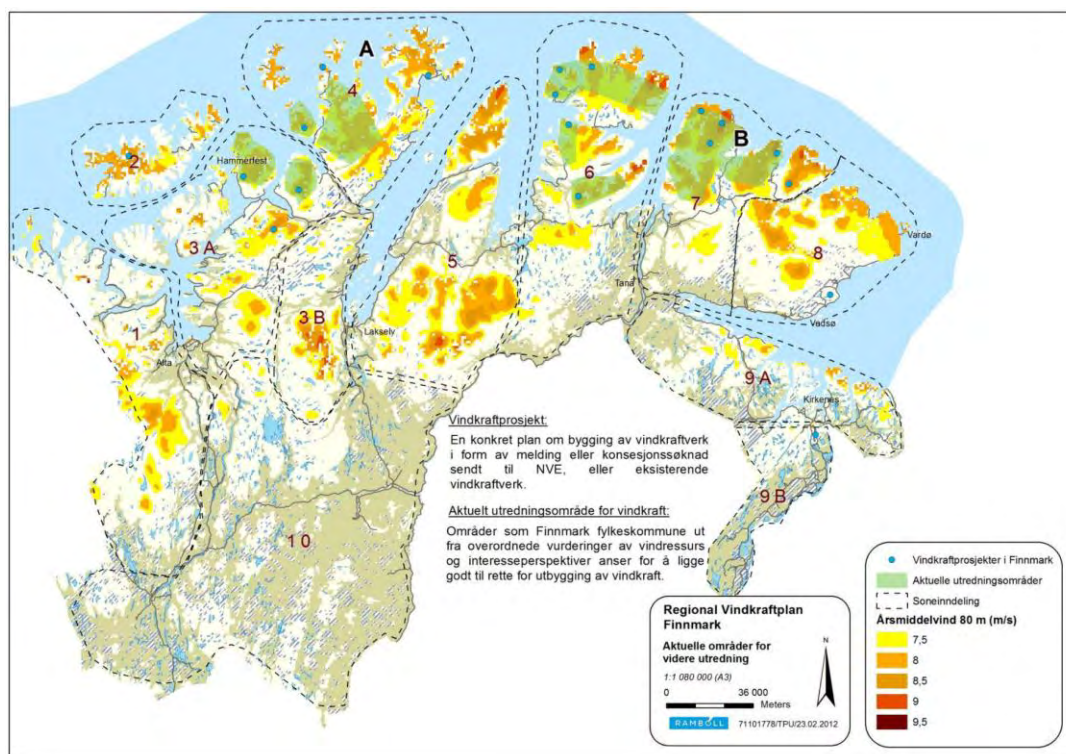 A
4
2
Hammerfest
B
6
3 A
7
8
Vardø
5
Tana
3 B
Lakselv
Vadsø
1
Alta
9 A
Kirkenes
Vindkraftprosjekt:
En konkret plan om bygging av vindkraftverk
i form av melding eller konsesjonssøknad
sendt til NVE, eller eksisterende
vindkraftverk.
9 B
Aktuelt utredningsområde for vindkraft:
Områder som Finnmark fylkeskommune ut
fra overordnede vurderinger av vindressurs
og interesseperspektiver anser for å ligge
godt til rette for utbygging av vindkraft.
10
Regional Vindkraftplan
Finnmark
Aktuelle områder for
videre utredning
1:1 080 000 (A3)
N
0 36 000
Meters
RAMBØLL 71101778/TPU/23.02.2012
Vindkraftprosjekter i Finnmark
Aktuelle utredningsområder
Soneinndeling
Årsmiddelvind 80 m (m/s)
7,5
8
8,5
9
9,5